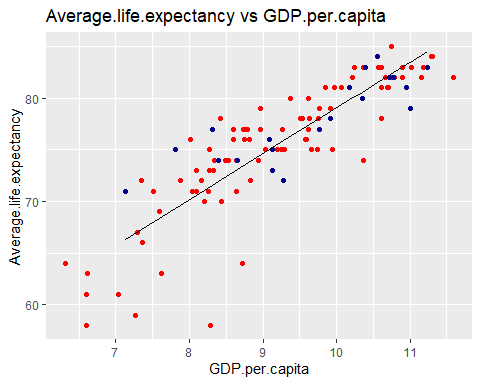 Average.life.expectancy vs GDP.per.capita
Average.life.expectancy
80
70
60
7 8 9 10 11
GDP.per.capita